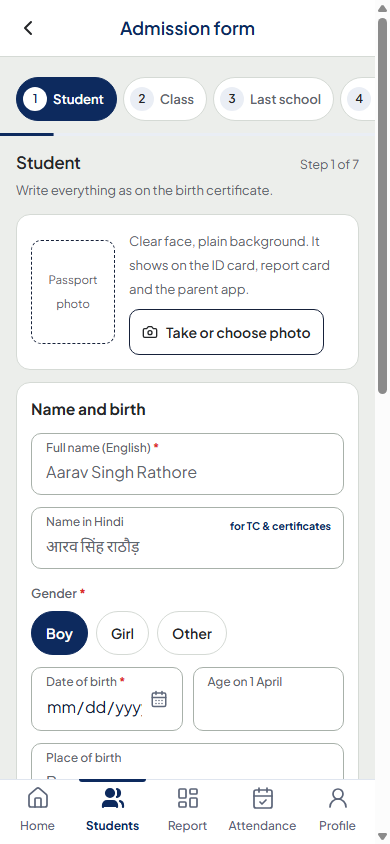 Admission form
1 Student 2 Class 3 Last school 4
Student Step 1 of 7
Write everything as on the birth certificate.
Passport
photo
Clear face, plain background. It
shows on the ID card, report card
and the parent app.
Take or choose photo
Name and birth
Full name (English) *
Aarav Singh Rathore
Name in Hindi for TC & certificates
आरव सिंह राठौड़
Gender *
Boy Girl Other
Date of birth * Age on 1 April
mm/dd/yyy
Place of birth
Home Students Report Attendance Profile